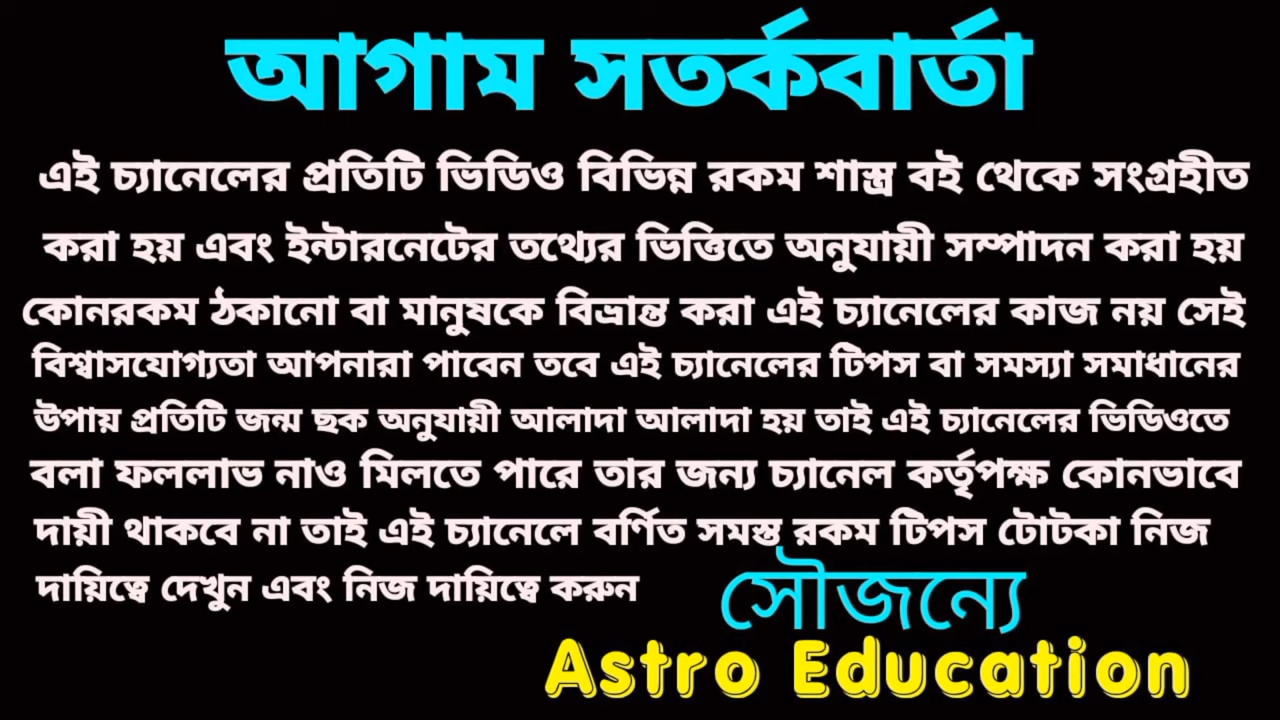 আগাম সতর্কবার্তা
এই চ্যানেলের প্রতিটি ভিডিও বিভিন্ন রকম শাস্ত্র বই থেকে সংগ্রহীত
করা হয় এবং ইন্টারনেটের তথ্যের ভিত্তিতে অনুযায়ী সম্পাদন করা হয়
কোনরকম ঠকানো বা মানুষকে বিভ্রান্ত করা এই চ্যানেলের কাজ নয় সেই
বিশ্বাসযোগ্যতা আপনারা পাবেন তবে এই চ্যানেলের টিপস বা সমস্যা সমাধানের
উপায় প্রতিটি জন্ম ছক অনুযায়ী আলাদা আলাদা হয় তাই এই চ্যানেলের ভিডিওতে
বলা ফললাভ নাও মিলতে পারে তার জন্য চ্যানেল কর্তৃপক্ষ কোনভাবে
দায়ী থাকবে না তাই এই চ্যানেলে বর্ণিত সমস্ত রকম টিপস টোটকা নিজ
দায়িত্বে দেখুন এবং নিজ দায়িত্বে করুন
সৌজন্যে
Astro Education